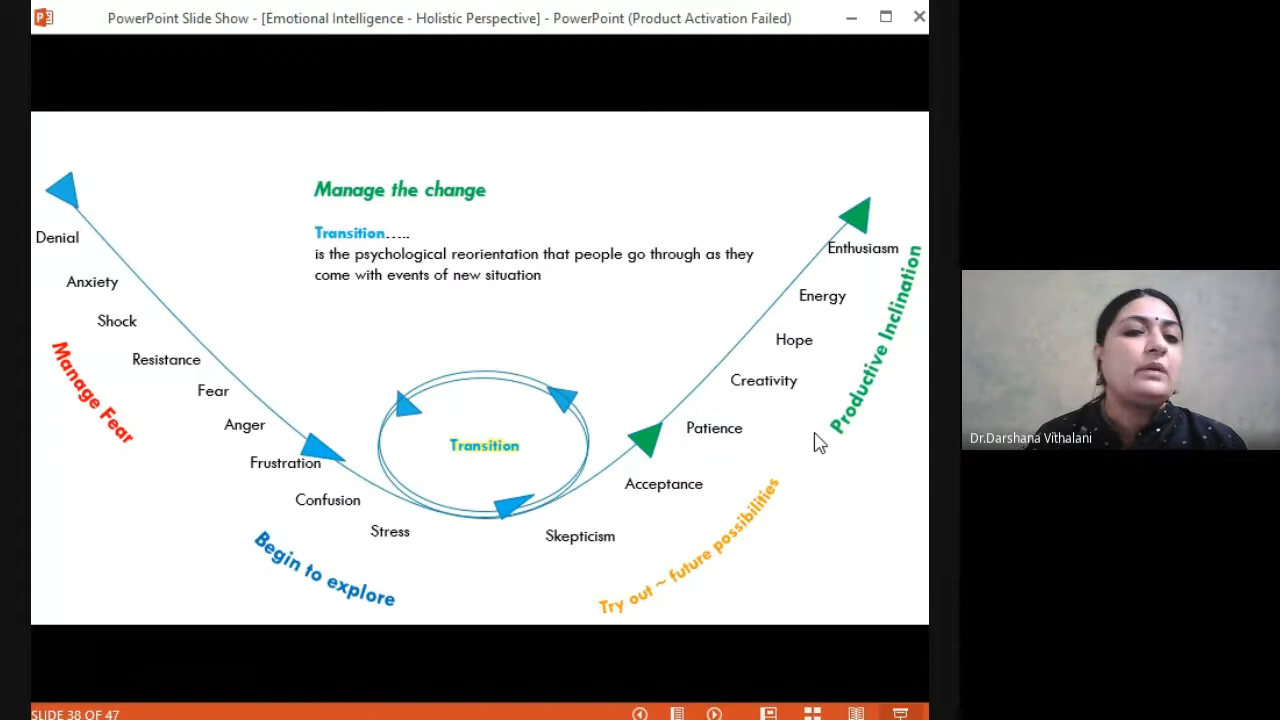 PowerPoint Slide Show - [Emotional Intelligence - Holistic Perspective] - PowerPoint (Product Activation Failed)
Manage the change
Transition.....
is the psychological reorientation that people go through as they
come with events of new situation
Denial
Anxiety
Shock
Resistance
Fear
Anger
Frustration
Confusion
Stress
Manage Fear
Begin to explore
Transition
Skepticism
Acceptance
Patience
Creativity
Hope
Energy
Enthusiasm
Try out ~ future possibilities
Productive Inclination
Dr.Darshana Vithalani
SLIDE 38 OF 47